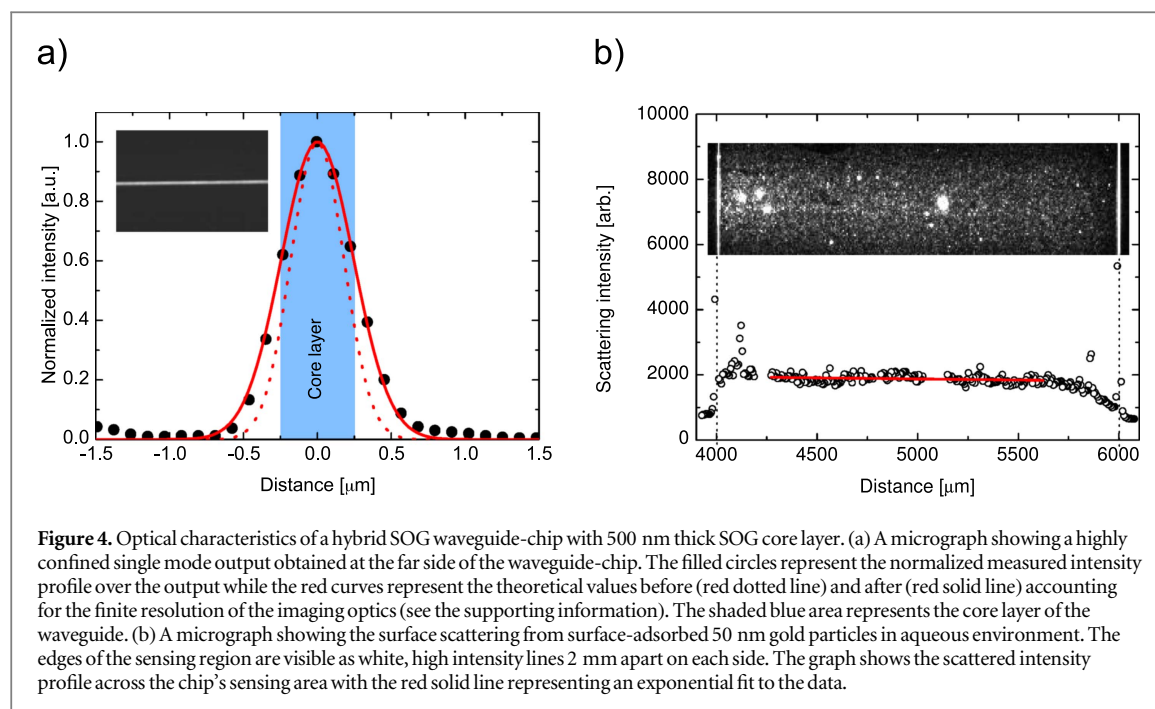 a)
b)
1.0
0.8
0.6
0.4
0.2
0.0
Normalized intensity [a.u.]
Core layer
-1.5
-1.0
-0.5
0.0
0.5
1.0
1.5
Distance [μm]
10000
8000
6000
4000
2000
0
Scattering intensity [arb.]
4000
4500
5000
5500
6000
Distance [μm]
Figure 4. Optical characteristics of a hybrid SOG waveguide-chip with 500 nm thick SOG core layer. (a) A micrograph showing a highly
confined single mode output obtained at the far side of the waveguide-chip. The filled circles represent the normalized measured intensity
profile over the output while the red curves represent the theoretical values before (red dotted line) and after (red solid line) accounting
for the finite resolution of the imaging optics (see the supporting information). The shaded blue area represents the core layer of the
waveguide. (b) A micrograph showing the surface scattering from surface-adsorbed 50 nm gold particles in aqueous environment. The
edges of the sensing region are visible as white, high intensity lines 2 mm apart on each side. The graph shows the scattered intensity
profile across the chip's sensing area with the red solid line representing an exponential fit to the data.